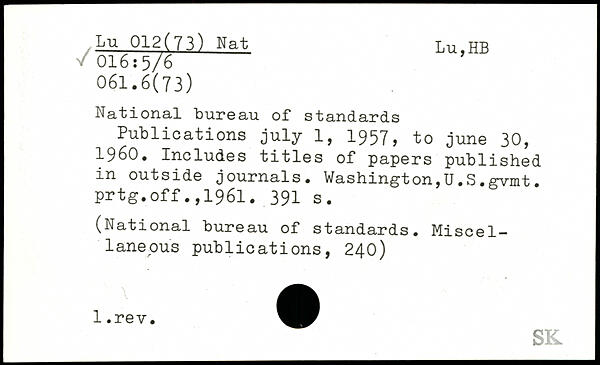 Lu 012(73) Nat
Lu,HB
✓ 016:5/6
061.6(73)
National bureau of standards
Publications july 1, 1957, to june 30,
1960. Includes titles of papers published
in outside journals. Washington,U.S.gvmt.
prtg.off.,1961. 391 s.
(National bureau of standards. Miscel-
laneous publications, 240)
1.rev.
SK